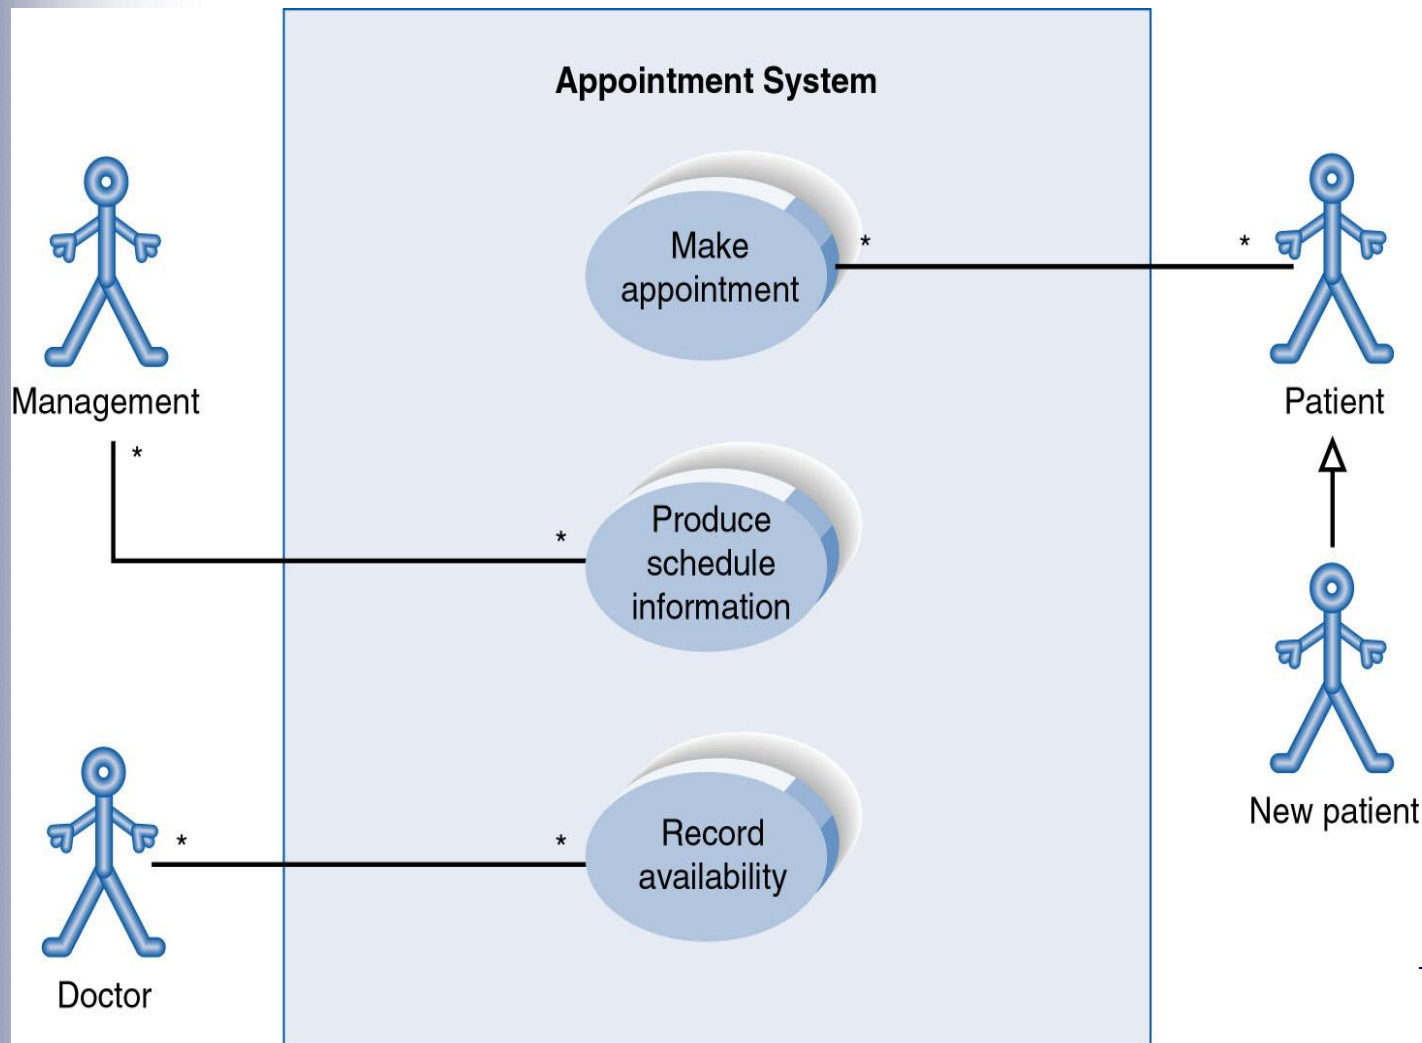 Appointment System
Make
appointment
*
*
Management
Patient
*
Produce
schedule
information
*
New patient
Record
availability
*
*
Doctor